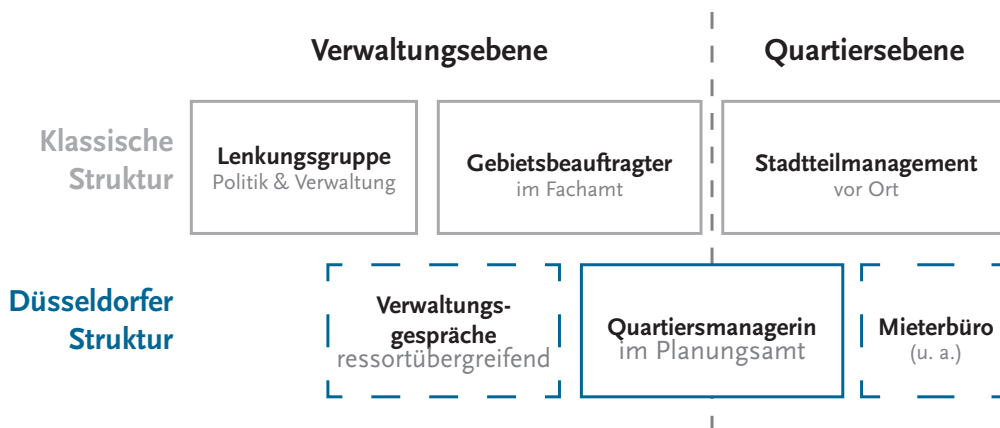 Verwaltungsebene
Quartiersebene
Klassische
Struktur
Lenkungsgruppe
Politik & Verwaltung
Gebietsbeauftragter
im Fachamt
Stadtteilmanagement
vor Ort
Düsseldorfer
Struktur
Verwaltungs-
gespräche
ressortübergreifend
Quartiersmanagerin
im Planungsamt
Mieterbüro
(u. a.)